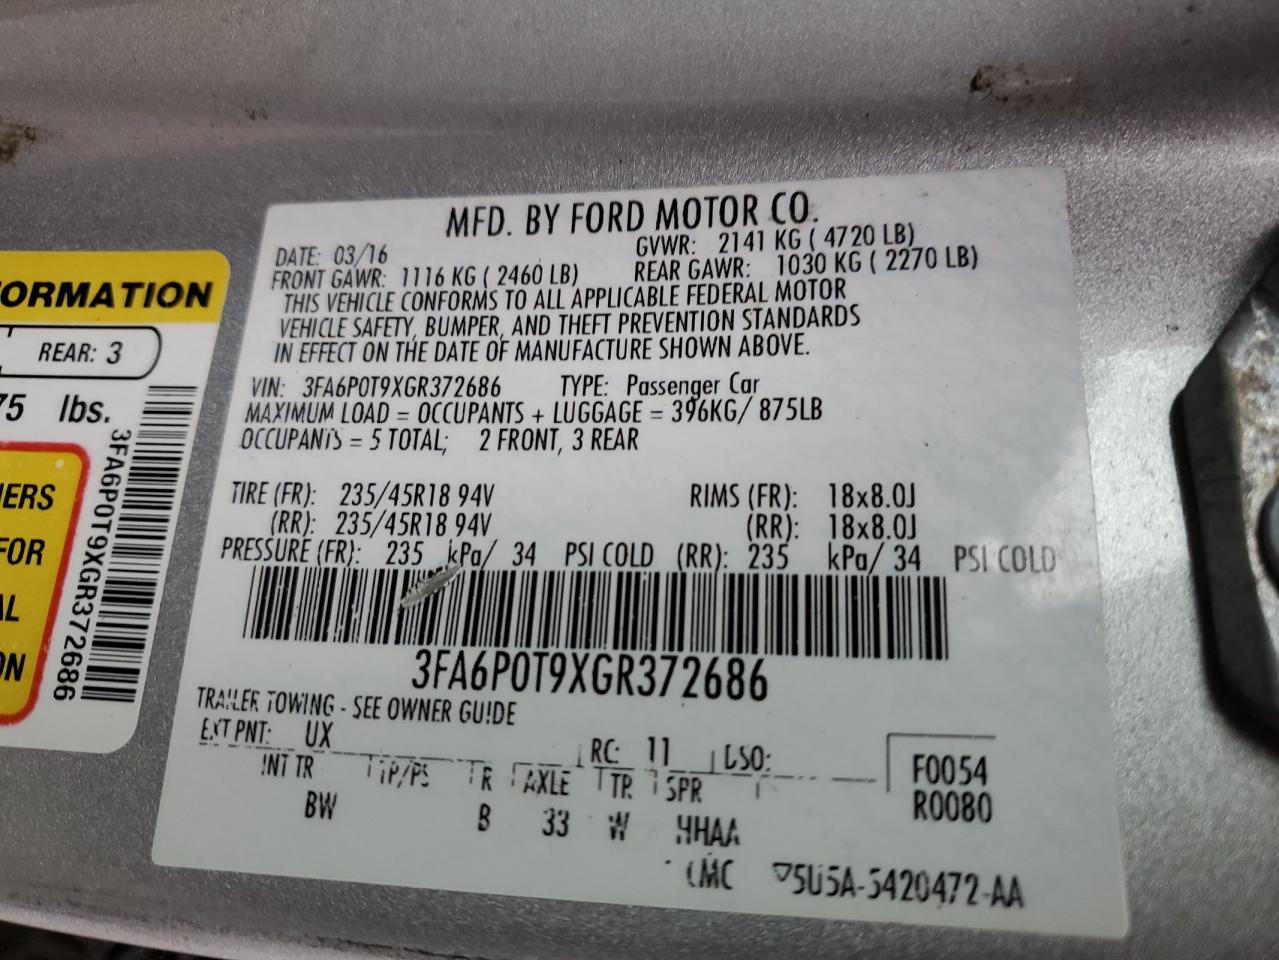 ORMATION
REAR: 3
75 lbs.
3FA6P0T9XGR372686
IERS
FOR
AL
ON
MFD. BY FORD MOTOR CO.
DATE: 03/16 GVWR: 2141 KG ( 4720 LB)
FRONT GAWR: 1116 KG ( 2460 LB) REAR GAWR: 1030 KG ( 2270 LB)
THIS VEHICLE CONFORMS TO ALL APPLICABLE FEDERAL MOTOR
VEHICLE SAFETY, BUMPER, AND THEFT PREVENTION STANDARDS
IN EFFECT ON THE DATE OF MANUFACTURE SHOWN ABOVE.
VIN: 3FA6P0T9XGR372686 TYPE: Passenger Car
MAXIMUM LOAD = OCCUPANTS + LUGGAGE = 396KG/ 875LB
OCCUPANTS = 5 TOTAL; 2 FRONT, 3 REAR
TIRE (FR): 235/45R18 94V RIMS (FR): 18x8.0J
(RR): 235/45R18 94V (RR): 18x8.0J
PRESSURE (FR): 235 kPa/ 34 PSI COLD (RR): 235 kPa/ 34 PSI COLD
3FA6P0T9XGR372686
TRAILER TOWING - SEE OWNER GUIDE
EXT PNT: UX RC: 11 DSO: F0054
INT TR TP/PS R AXLE TR SPR R0080
BW B 33 W HHAA
5U5A-5420472-AA